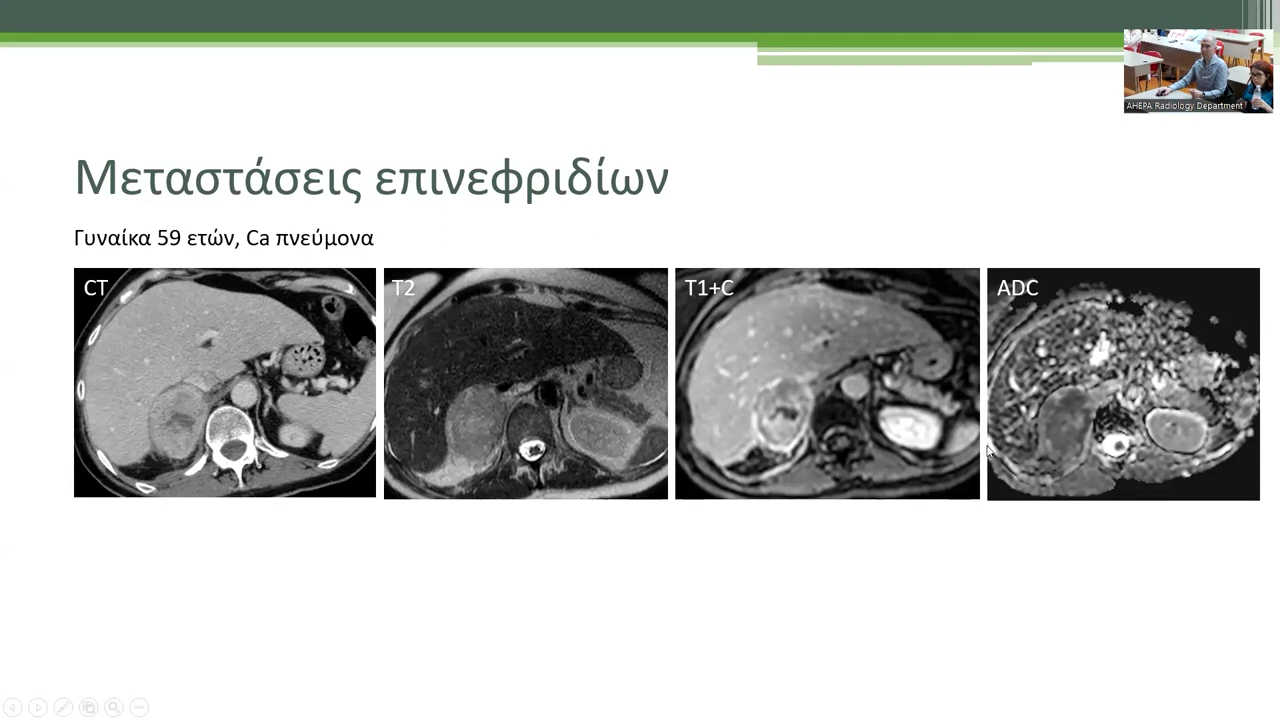 AHEPA Radiology Department
Μεταστάσεις επινεφριδίων
Γυναίκα 59 ετών, Ca πνεύμονα
CT
T2
T1+C
ADC